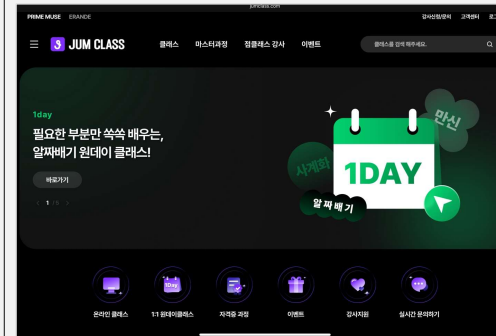 jumclass.com
PRIME MUSE ERANDE
강사신청/문의 고객센터
JUM CLASS
클래스 마스터과정 점클래스 강사 이벤트
클래스를 검색 해주세요.
1day
필요한 부분만 쏙쏙 배우는,
알짜배기 원데이 클래스!
바로가기
1 / 5
만신
사계화
1DAY
알짜배기
1Day
온라인 클래스 1:1 원데이클래스 자격증 과정 이벤트 강사지원 실시간 문의하기